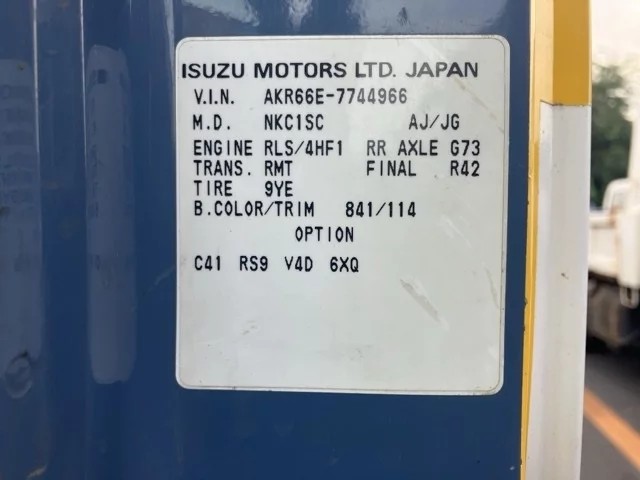 ISUZU MOTORS LTD. JAPAN
V.I.N. AKR66E-7744966
M.D. NKC1SC AJ/JG
ENGINE RLS/4HF1 RR AXLE G73
TRANS. RMT FINAL R42
TIRE 9YE
B.COLOR/TRIM 841/114
OPTION
C41 RS9 V4D 6XQ